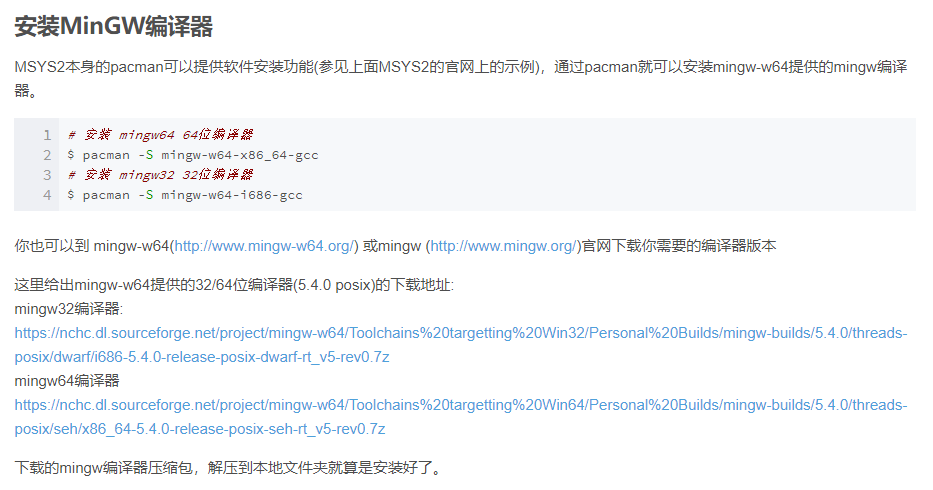 安装MinGW编译器
MSYS2本身的pacman可以提供软件安装功能(参见上面MSYS2的官网上的示例)，通过pacman就可以安装mingw-w64提供的mingw编译
器。
1 # 安装 mingw64 64位编译器
2 $ pacman -S mingw-w64-x86_64-gcc
3 # 安装 mingw32 32位编译器
4 $ pacman -S mingw-w64-i686-gcc
你也可以到 mingw-w64(http://www.mingw-w64.org/) 或mingw (http://www.mingw.org/)官网下载你需要的编译器版本
这里给出mingw-w64提供的32/64位编译器(5.4.0 posix)的下载地址:
mingw32编译器:
https://nchc.dl.sourceforge.net/project/mingw-w64/Toolchains%20targetting%20Win32/Personal%20Builds/mingw-builds/5.4.0/threads-
posix/dwarf/i686-5.4.0-release-posix-dwarf-rt_v5-rev0.7z
mingw64编译器
https://nchc.dl.sourceforge.net/project/mingw-w64/Toolchains%20targetting%20Win64/Personal%20Builds/mingw-builds/5.4.0/threads-
posix/seh/x86_64-5.4.0-release-posix-seh-rt_v5-rev0.7z
下载的mingw编译器压缩包，解压到本地文件夹就算是安装好了。